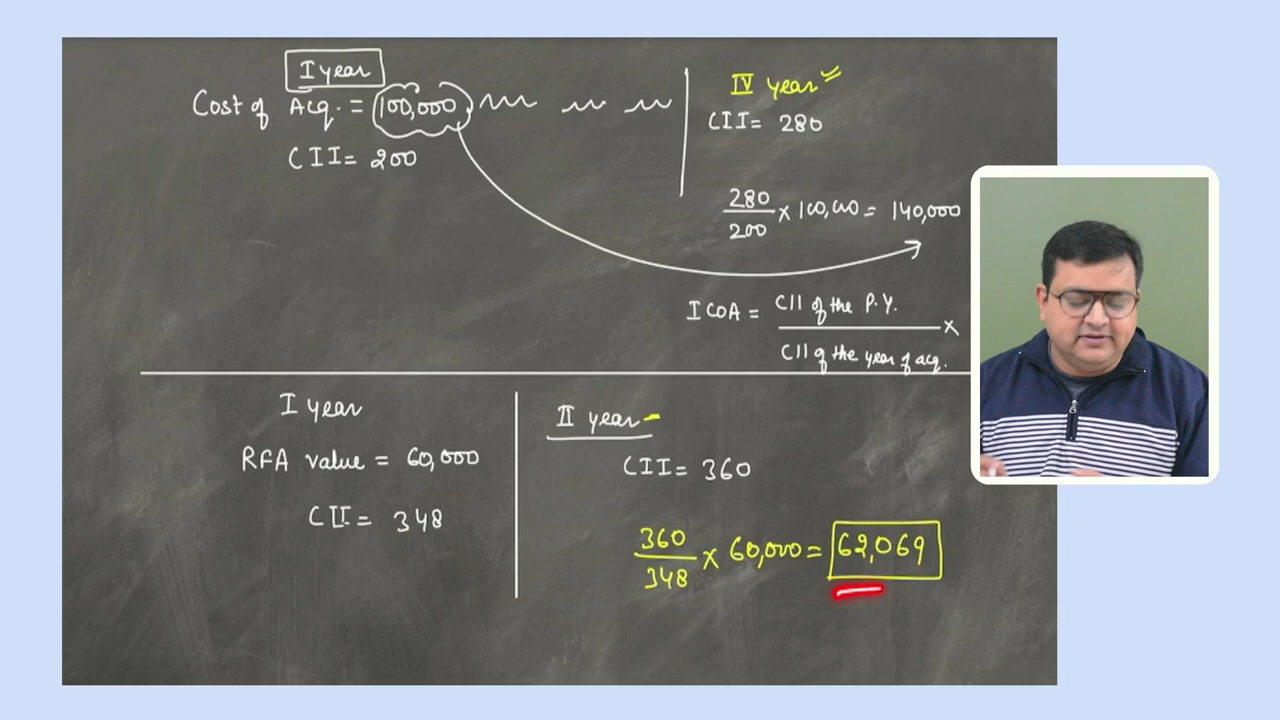 I year
Cost of Acq. = 100,000
CII = 200
IV year
CII = 280
280/200 × 100,000 = 140,000
ICOA = CII of the P.Y. / CII of the year of acq. ×
I year
RFA value = 60,000
CII = 348
II year -
CII = 360
360/348 × 60,000 = 62,069